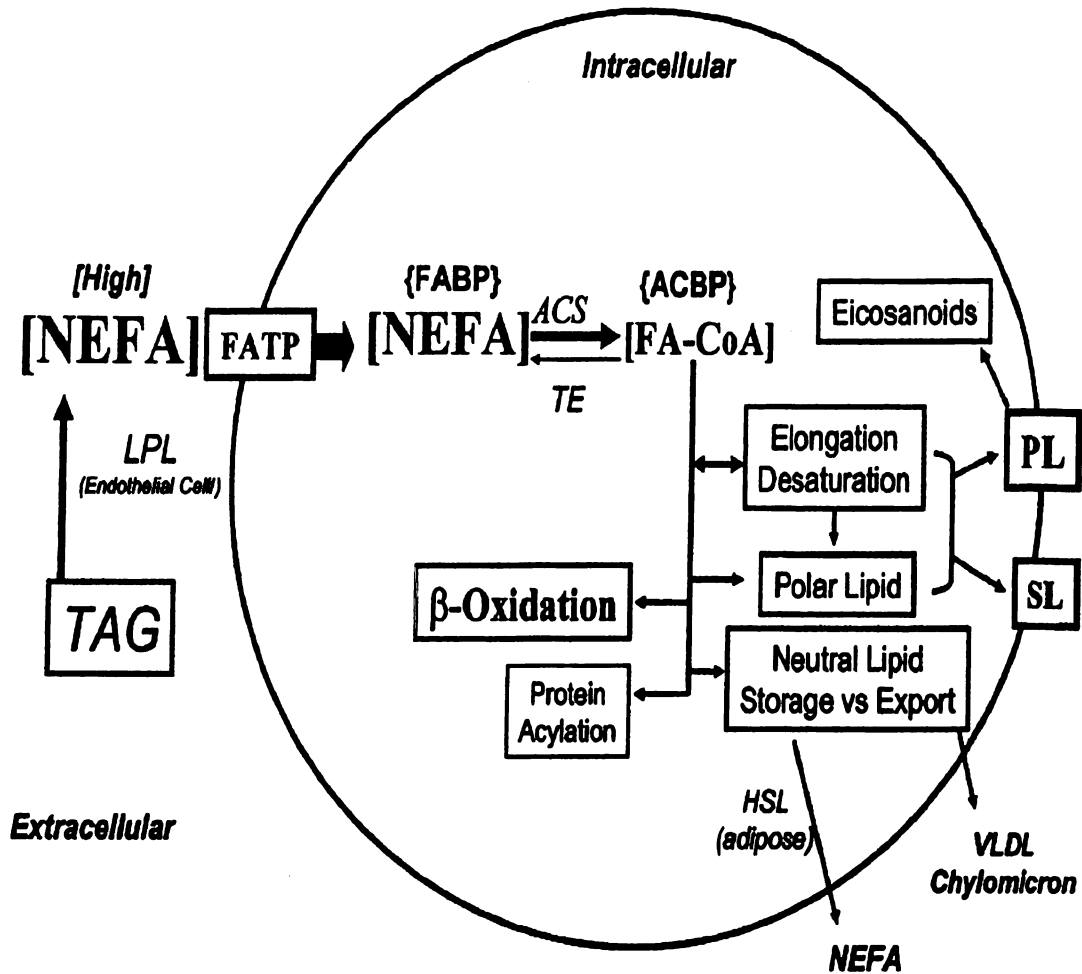 Intracellular
[High]
[NEFA]
FATP
{FABP}
[NEFA]
ACS
TE
{ACBP}
[FA-CoA]
Eicosanoids
LPL
(Endothelial Cell/)
TAG
Elongation
Desaturation
PL
Polar Lipid
SL
β-Oxidation
Neutral Lipid
Storage vs Export
Protein
Acylation
Extracellular
HSL
(adipose)
VLDL
Chylomicron
NEFA